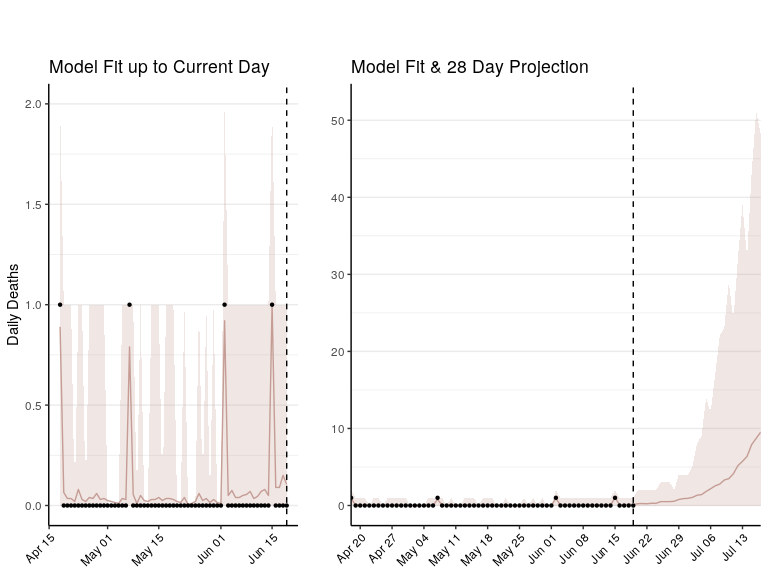 Model Fit up to Current Day
Model Fit & 28 Day Projection
Daily Deaths
2.0
1.5
1.0
0.5
0.0
Apr 15
May 01
May 15
Jun 01
Jun 15
50
40
30
20
10
0
Apr 20
Apr 27
May 04
May 11
May 18
May 25
Jun 01
Jun 08
Jun 15
Jun 22
Jun 29
Jul 06
Jul 13